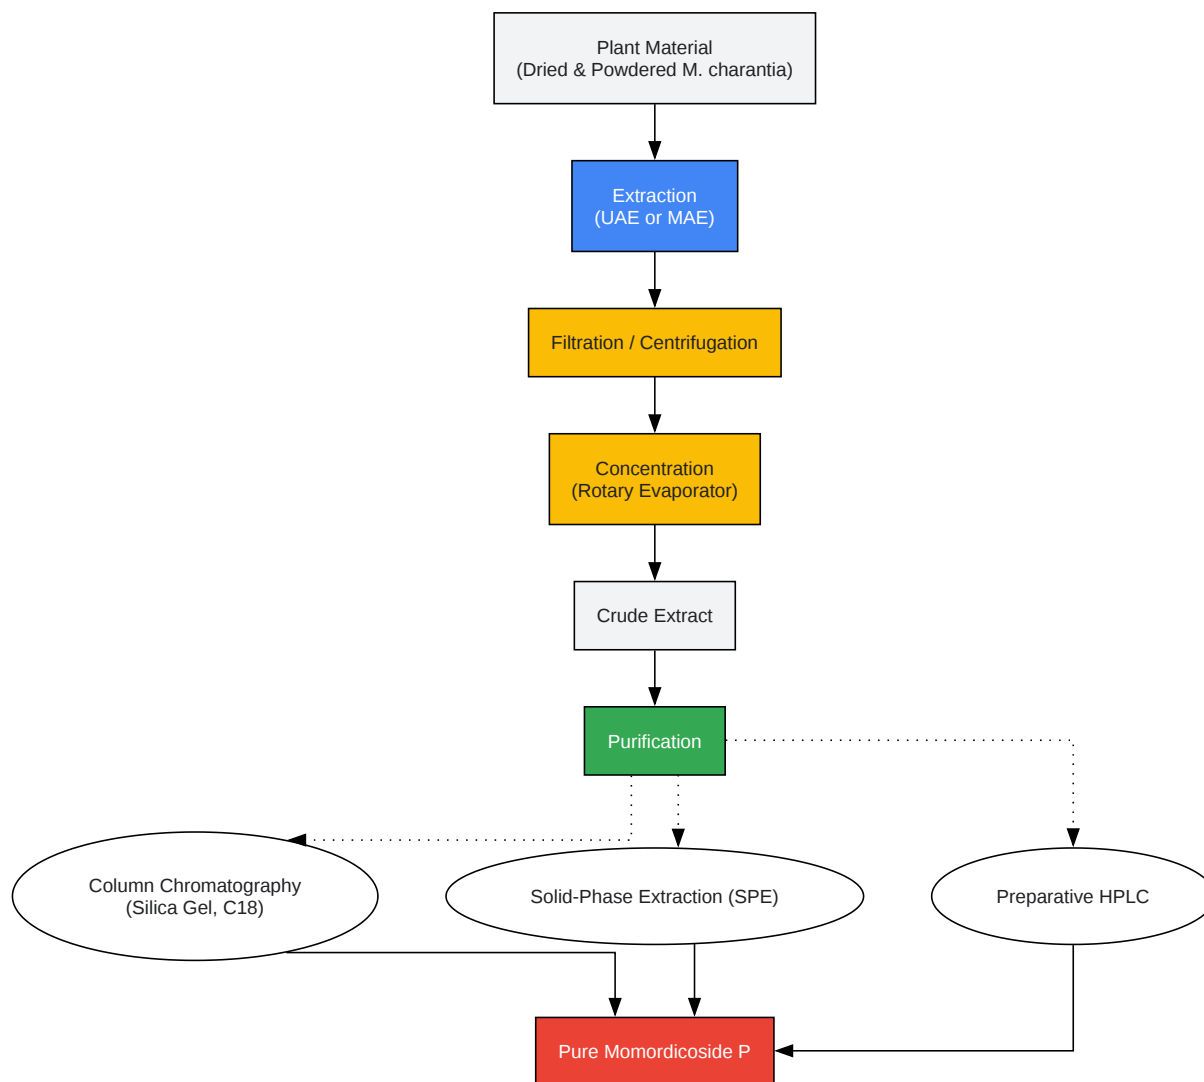 Plant Material
(Dried & Powdered M. charantia)
Extraction
(UAE or MAE)
Filtration / Centrifugation
Concentration
(Rotary Evaporator)
Crude Extract
Purification
Column Chromatography
(Silica Gel, C18)
Solid-Phase Extraction (SPE)
Preparative HPLC
Pure Momordicoside P